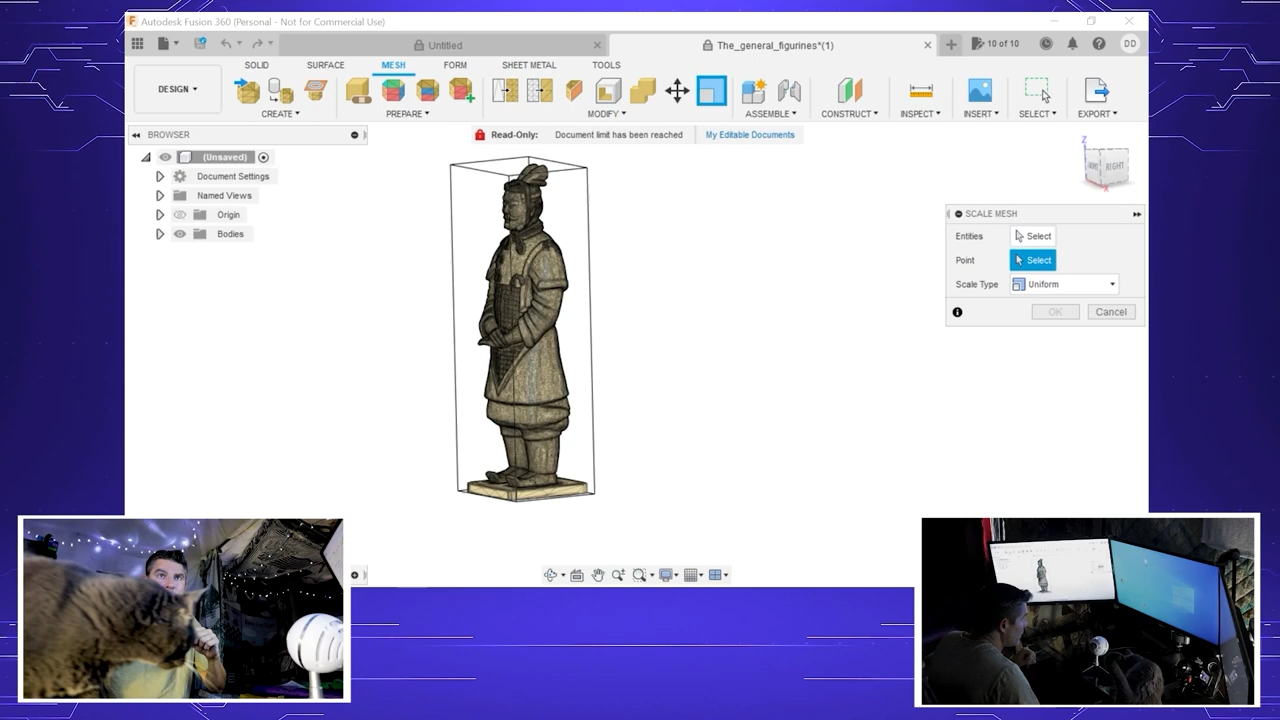 Autodesk Fusion 360 (Personal - Not for Commercial Use)
Untitled
The_general_figurines*(1)
10 of 10
DD
SOLID
SURFACE
MESH
FORM
SHEET METAL
TOOLS
DESIGN
CREATE
PREPARE
MODIFY
ASSEMBLE
CONSTRUCT
INSPECT
INSERT
SELECT
EXPORT
BROWSER
Read-Only: Document limit has been reached My Editable Documents
(Unsaved)
Document Settings
Named Views
Origin
Bodies
Z
RIGHT
X
SCALE MESH
Entities Select
Point Select
Scale Type Uniform
OK Cancel